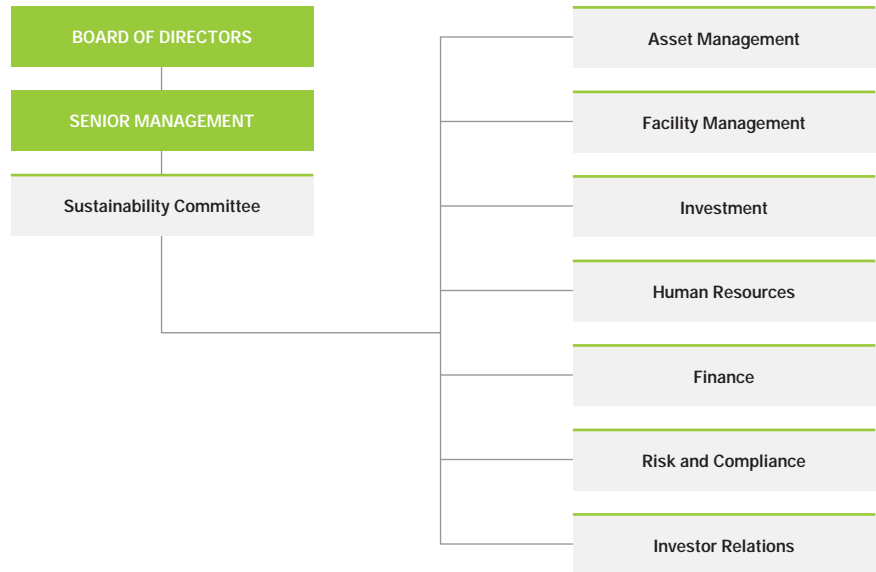 BOARD OF DIRECTORS
SENIOR MANAGEMENT
Sustainability Committee
Asset Management
Facility Management
Investment
Human Resources
Finance
Risk and Compliance
Investor Relations